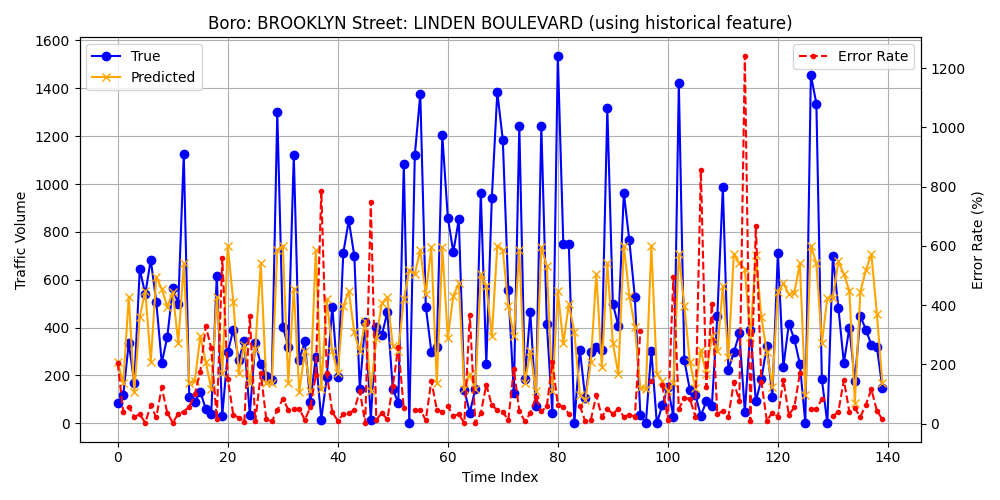 Boro: BROOKLYN Street: LINDEN BOULEVARD (using historical feature)
True
Predicted
Error Rate
1600
1400
1200
1000
800
600
400
200
0
Traffic Volume
1200
1000
800
600
400
200
0
Error Rate (%)
0 20 40 60 80 100 120 140
Time Index